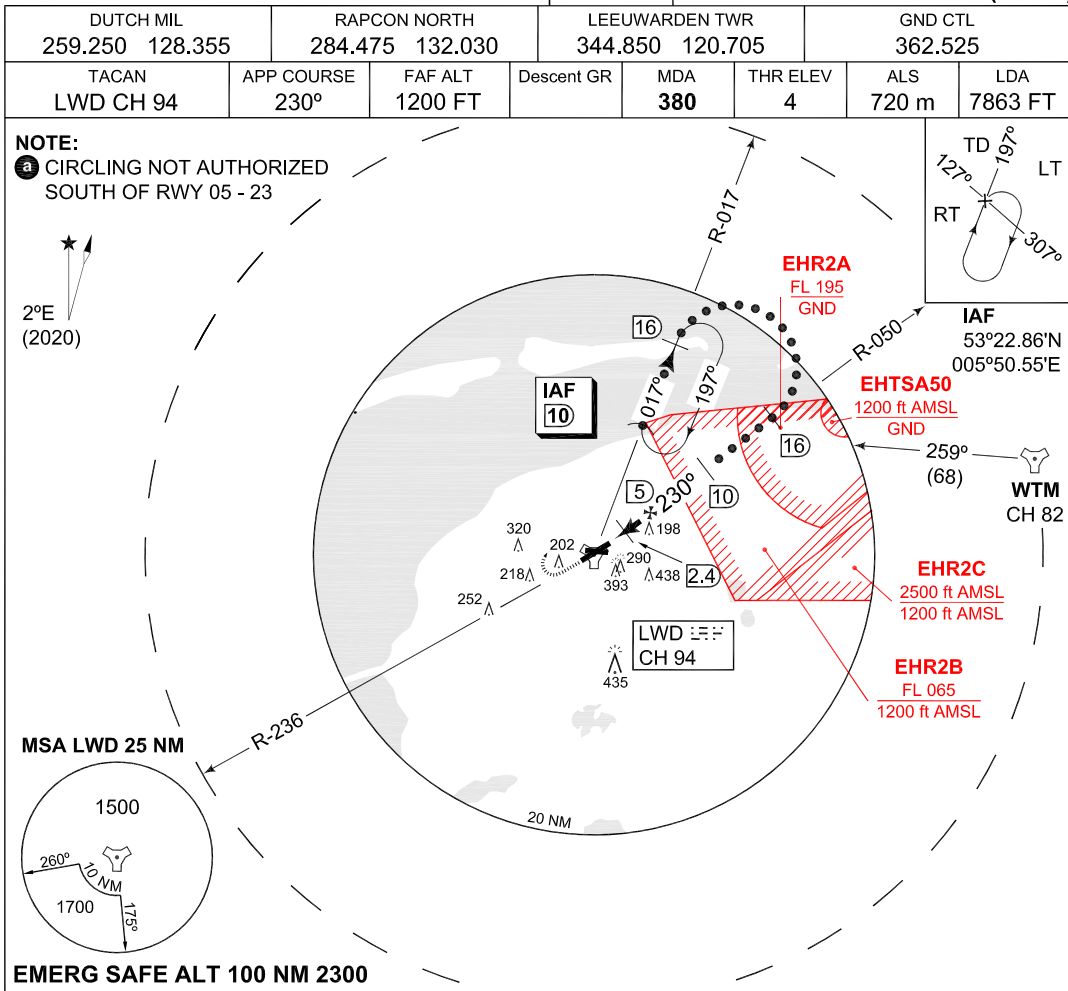 DUTCH MIL
259.250 128.355
RAPCON NORTH
284.475 132.030
LEEUWARDEN TWR
344.850 120.705
GND CTL
362.525
TACAN
LWD CH 94
APP COURSE
230º
FAF ALT
1200 FT
Descent GR
MDA
380
THR ELEV
4
ALS
720 m
LDA
7863 FT
NOTE:
a CIRCLING NOT AUTHORIZED
SOUTH OF RWY 05 - 23
2ºE
(2020)
TD
197º
LT
127º
RT
307º
IAF
53º22.86'N
005º50.55'E
R-017
EHR2A
FL 195
GND
16
R-050
017º
197º
IAF
10
EHTSA50
1200 ft AMSL
GND
16
259º
(68)
WTM
CH 82
5
230º
10
198
320
202
290
2.4
218
393
438
252
EHR2C
2500 ft AMSL
1200 ft AMSL
LWD
CH 94
435
EHR2B
FL 065
1200 ft AMSL
R-236
MSA LWD 25 NM
1500
260º
10 NM
1700
175º
20 NM
EMERG SAFE ALT 100 NM 2300